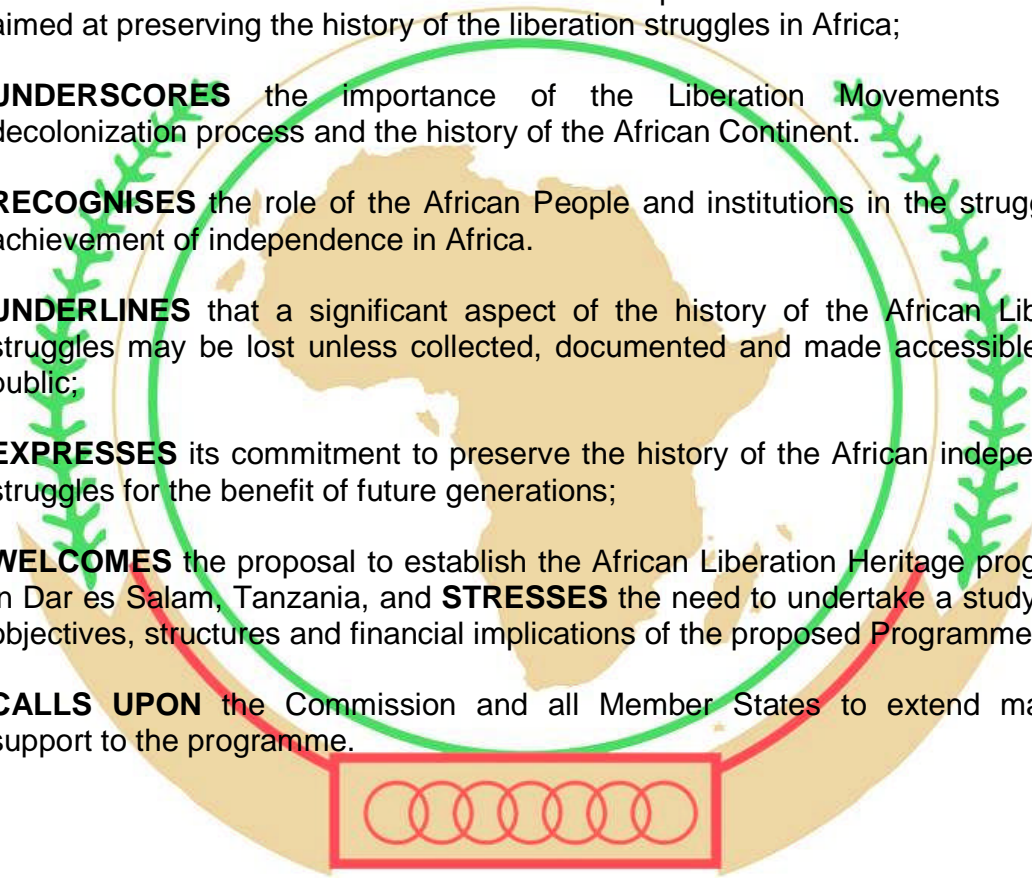 aimed at preserving the history of the liberation struggles in Africa;
UNDERSCORES the importance of the Liberation Movements
decolonization process and the history of the African Continent.
RECOGNISES the role of the African People and institutions in the
achievement of independence in Africa.
UNDERLINES that a significant aspect of the history of the African
struggles may be lost unless collected, documented and made accessible
public;
EXPRESSES its commitment to preserve the history of the African
struggles for the benefit of future generations;
WELCOMES the proposal to establish the African Liberation Heritage
in Dar es Salam, Tanzania, and STRESSES the need to undertake a study
objectives, structures and financial implications of the proposed Programme
CALLS UPON the Commission and all Member States to extend
support to the programme.